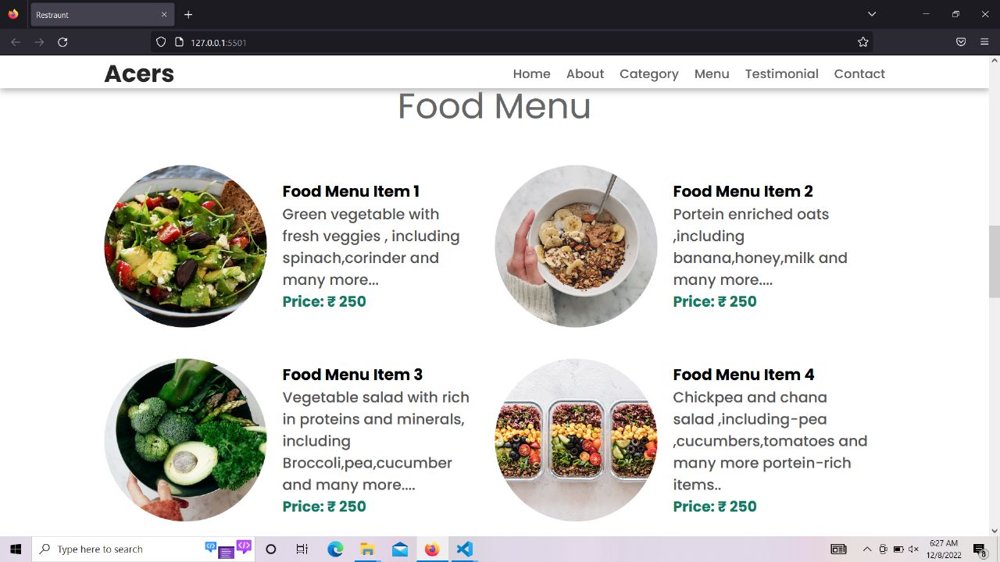 Restraunt
127.0.0.1:5501
Acers
Home About Category Menu Testimonial Contact
Food Menu
Food Menu Item 1
Green vegetable with
fresh veggies , including
spinach,corinder and
many more...
Price: ₹ 250
Food Menu Item 2
Portein enriched oats
,including
banana,honey,milk and
many more....
Price: ₹ 250
Food Menu Item 3
Vegetable salad with rich
in proteins and minerals,
including
Broccoli,pea,cucumber
and many more....
Price: ₹ 250
Food Menu Item 4
Chickpea and chana
salad ,including-pea
,cucumbers,tomatoes and
many more portein-rich
items..
Price: ₹ 250
Type here to search
6:27 AM
12/8/2022
8